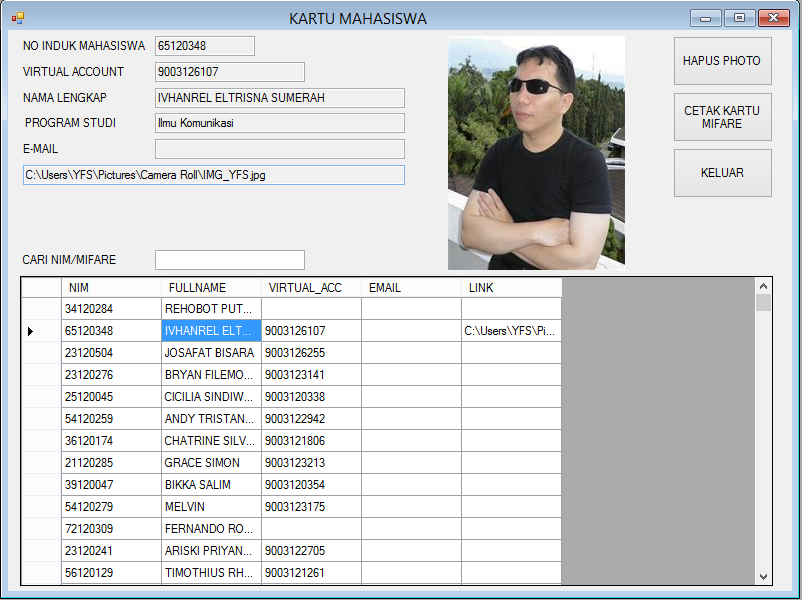 KARTU MAHASISWA
NO INDUK MAHASISWA 65120348
VIRTUAL ACCOUNT 9003126107
NAMA LENGKAP IVHANREL ELTRISNA SUMERAH
PROGRAM STUDI Ilmu Komunikasi
E-MAIL
C:\Users\YFS\Pictures\Camera Roll\IMG_YFS.jpg
HAPUS PHOTO
CETAK KARTU
MIFARE
KELUAR
CARI NIM/MIFARE
NIM FULLNAME VIRTUAL_ACC EMAIL LINK
34120284 REHOBOT PUT...
65120348 IVHANREL ELT... 9003126107 C:\Users\YFS\Pi...
23120504 JOSAFAT BISARA 9003126255
23120276 BRYAN FILEMO... 9003123141
25120045 CICILIA SINDIW... 9003120338
54120259 ANDY TRISTAN... 9003122942
36120174 CHATRINE SILV... 9003121806
21120285 GRACE SIMON 9003123213
39120047 BIKKA SALIM 9003120354
54120279 MELVIN 9003123175
72120309 FERNANDO RO...
23120241 ARISKI PRIYAN... 9003122705
56120129 TIMOTHIUS RH... 9003121261